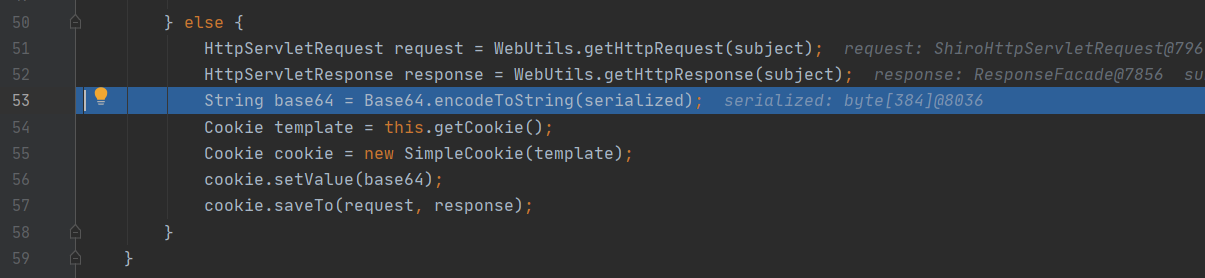 50 } else {
51 HttpServletRequest request = WebUtils.getHttpRequest(subject); request: ShiroHttpServletRequest@796
52 HttpServletResponse response = WebUtils.getHttpResponse(subject); response: ResponseFacade@7856 su
53 String base64 = Base64.encodeToString(serialized); serialized: byte[384]@8036
54 Cookie template = this.getCookie();
55 Cookie cookie = new SimpleCookie(template);
56 cookie.setValue(base64);
57 cookie.saveTo(request, response);
58 }
59 }